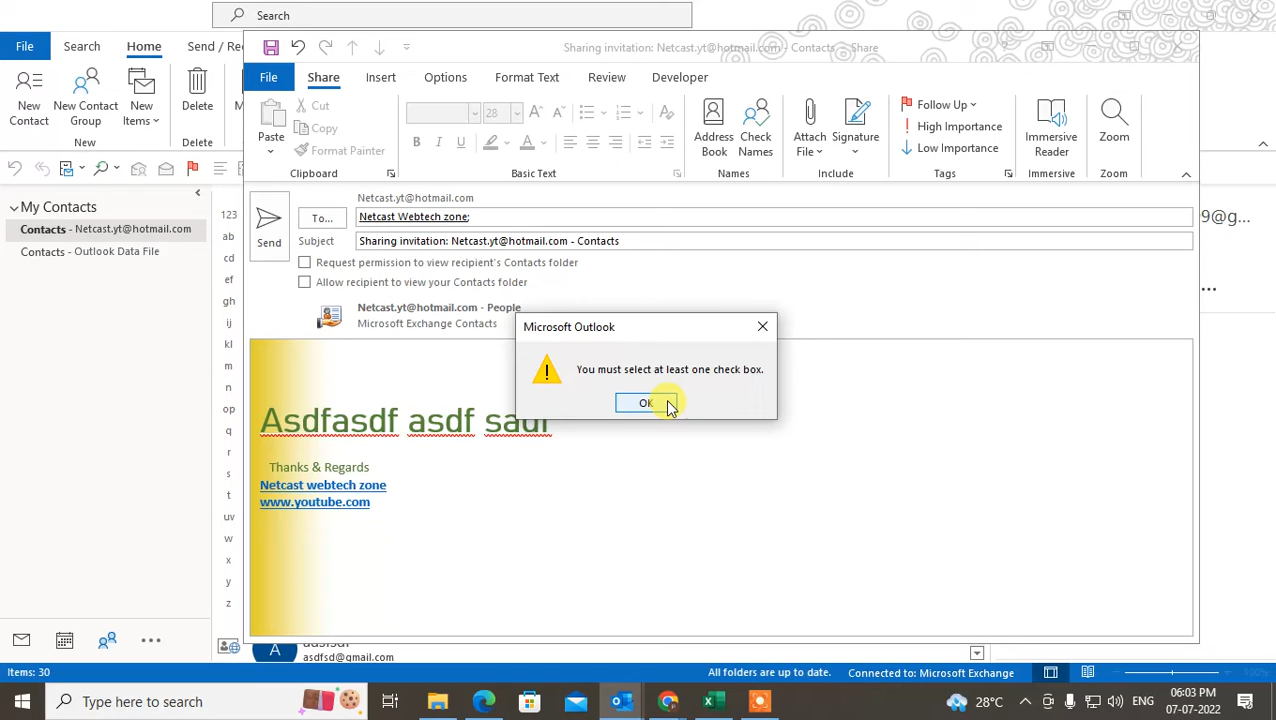 Search
File Search Home Send / Rec
Sharing invitation: Netcast.yt@hotmail.com - Contacts - Share
File Share Insert Options Format Text Review Developer
New Contact
New Contact Group
New Items
New
Delete
Delete
M
Paste
Cut
Copy
Format Painter
Clipboard
28
B I U
Basic Text
Address Book
Check Names
Names
Attach File
Signature
Include
Follow Up
High Importance
Low Importance
Tags
Immersive Reader
Immersive
Zoom
Zoom
My Contacts
Contacts - Netcast.yt@hotmail.com
Contacts - Outlook Data File
123
ab
cd
ef
gh
ij
kl
m
n
op
q
r
s
t
uv
w
x
y
z
Send
Netcast.yt@hotmail.com
To... Netcast Webtech zone;
Subject Sharing invitation: Netcast.yt@hotmail.com - Contacts
Request permission to view recipient's Contacts folder
Allow recipient to view your Contacts folder
Netcast.yt@hotmail.com - People
Microsoft Exchange Contacts
9@g...
...
Microsoft Outlook
You must select at least one check box.
OK
Asdfasdf asdf sadf
Thanks & Regards
Netcast webtech zone
www.youtube.com
A
asdfsd@gmail.com
Items: 30
All folders are up to date. Connected to: Microsoft Exchange
100%
Type here to search
28°C
ENG
06:03 PM
07-07-2022